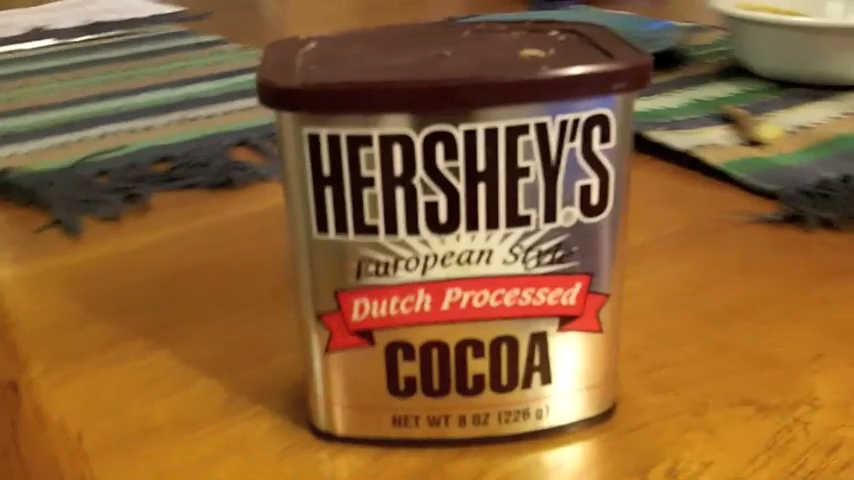 HERSHEY'S
European Style
Dutch Processed
COCOA
NET WT 8 OZ (226 g)